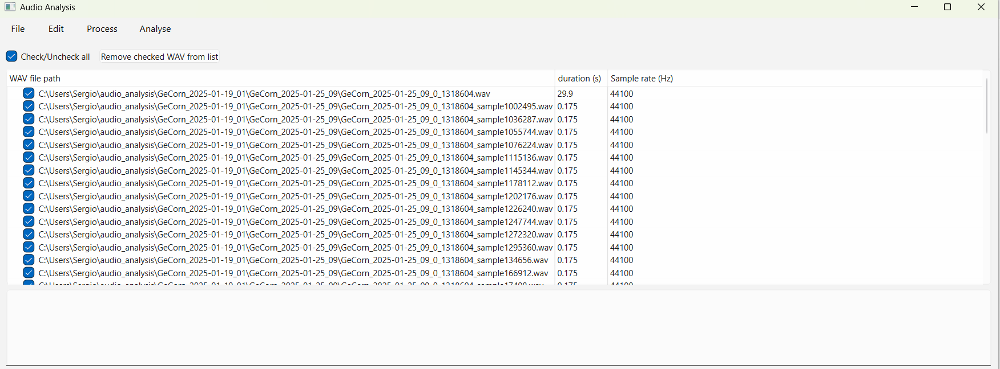 Audio Analysis
File Edit Process Analyse
Check/Uncheck all Remove checked WAV from list
WAV file path duration (s) Sample rate (Hz)
C:\Users\Sergio\audio_analysis\GeCorn_2025-01-19_01\GeCorn_2025-01-25_09\GeCorn_2025-01-25_09_0_1318604.wav 29.9 44100
C:\Users\Sergio\audio_analysis\GeCorn_2025-01-19_01\GeCorn_2025-01-25_09\GeCorn_2025-01-25_09_0_1318604_sample1002495.wav 0.175 44100
C:\Users\Sergio\audio_analysis\GeCorn_2025-01-19_01\GeCorn_2025-01-25_09\GeCorn_2025-01-25_09_0_1318604_sample1036287.wav 0.175 44100
C:\Users\Sergio\audio_analysis\GeCorn_2025-01-19_01\GeCorn_2025-01-25_09\GeCorn_2025-01-25_09_0_1318604_sample1055744.wav 0.175 44100
C:\Users\Sergio\audio_analysis\GeCorn_2025-01-19_01\GeCorn_2025-01-25_09\GeCorn_2025-01-25_09_0_1318604_sample1076224.wav 0.175 44100
C:\Users\Sergio\audio_analysis\GeCorn_2025-01-19_01\GeCorn_2025-01-25_09\GeCorn_2025-01-25_09_0_1318604_sample1115136.wav 0.175 44100
C:\Users\Sergio\audio_analysis\GeCorn_2025-01-19_01\GeCorn_2025-01-25_09\GeCorn_2025-01-25_09_0_1318604_sample1145344.wav 0.175 44100
C:\Users\Sergio\audio_analysis\GeCorn_2025-01-19_01\GeCorn_2025-01-25_09\GeCorn_2025-01-25_09_0_1318604_sample1178112.wav 0.175 44100
C:\Users\Sergio\audio_analysis\GeCorn_2025-01-19_01\GeCorn_2025-01-25_09\GeCorn_2025-01-25_09_0_1318604_sample1202176.wav 0.175 44100
C:\Users\Sergio\audio_analysis\GeCorn_2025-01-19_01\GeCorn_2025-01-25_09\GeCorn_2025-01-25_09_0_1318604_sample1226240.wav 0.175 44100
C:\Users\Sergio\audio_analysis\GeCorn_2025-01-19_01\GeCorn_2025-01-25_09\GeCorn_2025-01-25_09_0_1318604_sample1247744.wav 0.175 44100
C:\Users\Sergio\audio_analysis\GeCorn_2025-01-19_01\GeCorn_2025-01-25_09\GeCorn_2025-01-25_09_0_1318604_sample1272320.wav 0.175 44100
C:\Users\Sergio\audio_analysis\GeCorn_2025-01-19_01\GeCorn_2025-01-25_09\GeCorn_2025-01-25_09_0_1318604_sample1295360.wav 0.175 44100
C:\Users\Sergio\audio_analysis\GeCorn_2025-01-19_01\GeCorn_2025-01-25_09\GeCorn_2025-01-25_09_0_1318604_sample134656.wav 0.175 44100
C:\Users\Sergio\audio_analysis\GeCorn_2025-01-19_01\GeCorn_2025-01-25_09\GeCorn_2025-01-25_09_0_1318604_sample166912.wav 0.175 44100